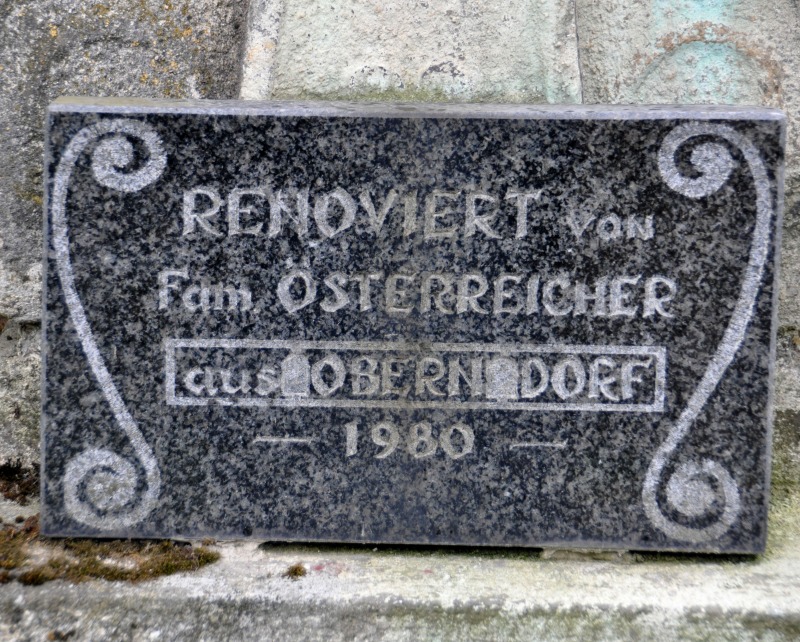 RENOVIERT VON
Fam. ÖSTERREICHER
aus OBERNDORF
— 1980 —